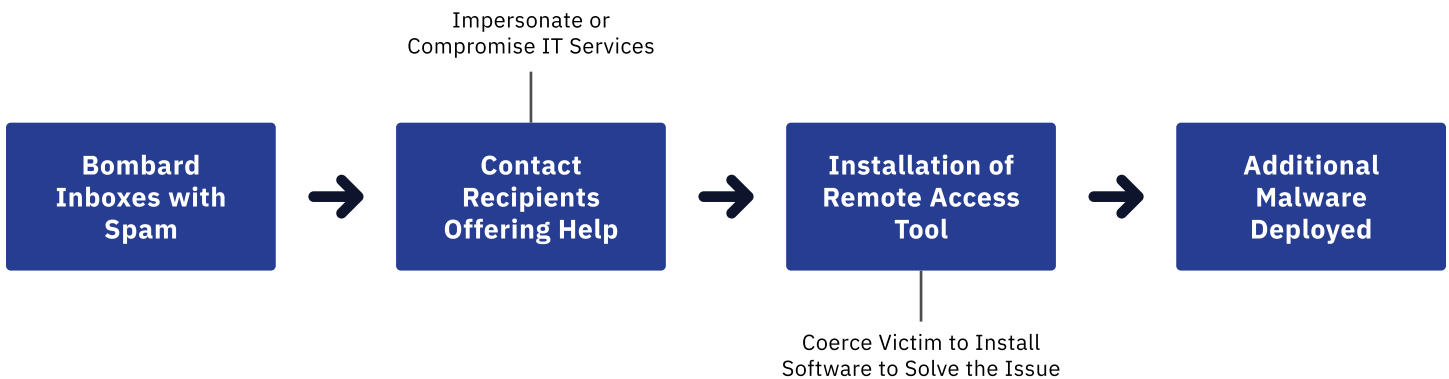 Impersonate or
Compromise IT Services
Bombard
Inboxes with
Spam
Contact
Recipients
Offering Help
Installation of
Remote Access
Tool
Additional
Malware
Deployed
Coerce Victim to Install
Software to Solve the Issue